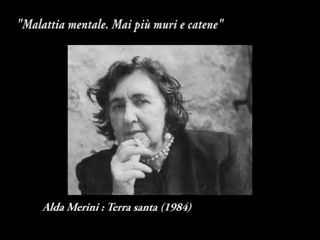 "Malattia mentale. Mai più muri e catene"
Alda Merini : Terra santa (1984)